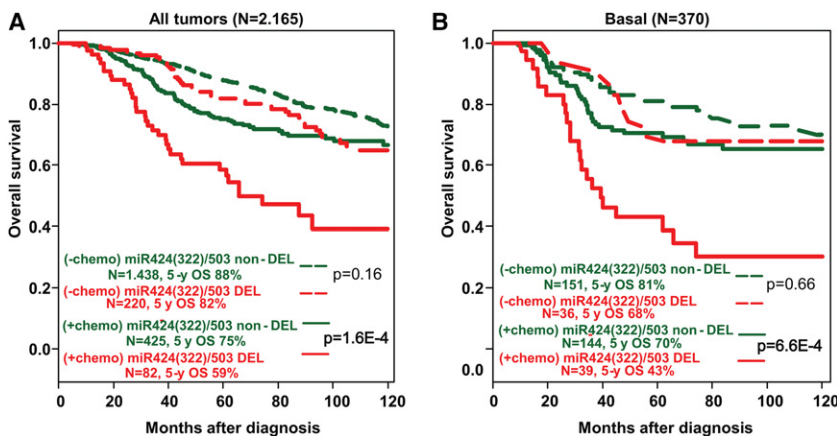 A
All tumors (N=2.165)
Overall survival
1.0
0.8
0.6
0.4
0.2
0.0
(-chemo) miR424(322)/503 non-DEL
N=1.438, 5-y OS 88%
p=0.16
(-chemo) miR424(322)/503 DEL
N=220, 5 y OS 82%
(+chemo) miR424(322)/503 non-DEL
N=425, 5 y OS 75%
p=1.6E-4
(+chemo) miR424(322)/503 DEL
N=82, 5-y OS 59%
0 20 40 60 80 100 120
Months after diagnosis
B
Basal (N=370)
Overall survival
1.0
0.8
0.6
0.4
0.2
0.0
(-chemo) miR424(322)/503 non-DEL
N=151, 5-y OS 81%
p=0.66
(-chemo) miR424(322)/503 DEL
N=36, 5-y OS 68%
(+chemo) miR424(322)/503 non-DEL
N=144, 5 y OS 70%
p=6.6E-4
(+chemo) miR424(322)/503 DEL
N=39, 5-y OS 43%
0 20 40 60 80 100 120
Months after diagnosis